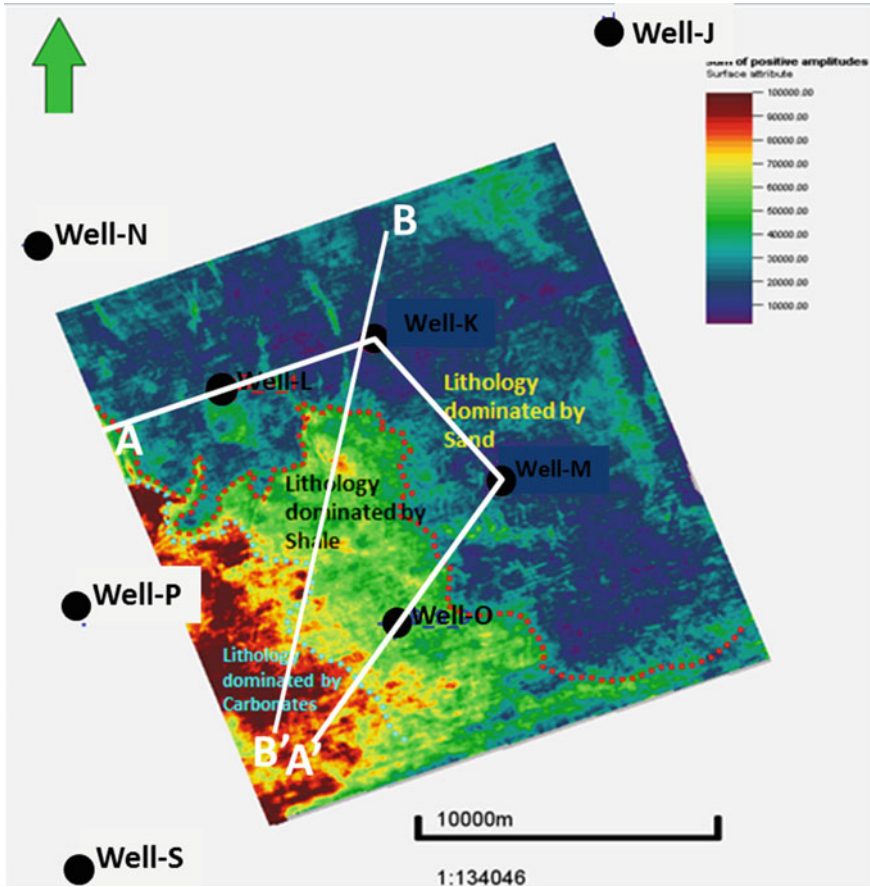 Well-J
Sum of positive amplitudes
Surface attribute
100000.00
90000.00
80000.00
70000.00
60000.00
50000.00
40000.00
30000.00
20000.00
10000.00
Well-N
B
Well-K
Well-L
Lithology
dominated by
Sand
A
Well-M
Lithology
dominated by
Shale
Well-P
Well-O
Lithology
dominated by
Carbonates
B' A'
10000m
Well-S
1:134046